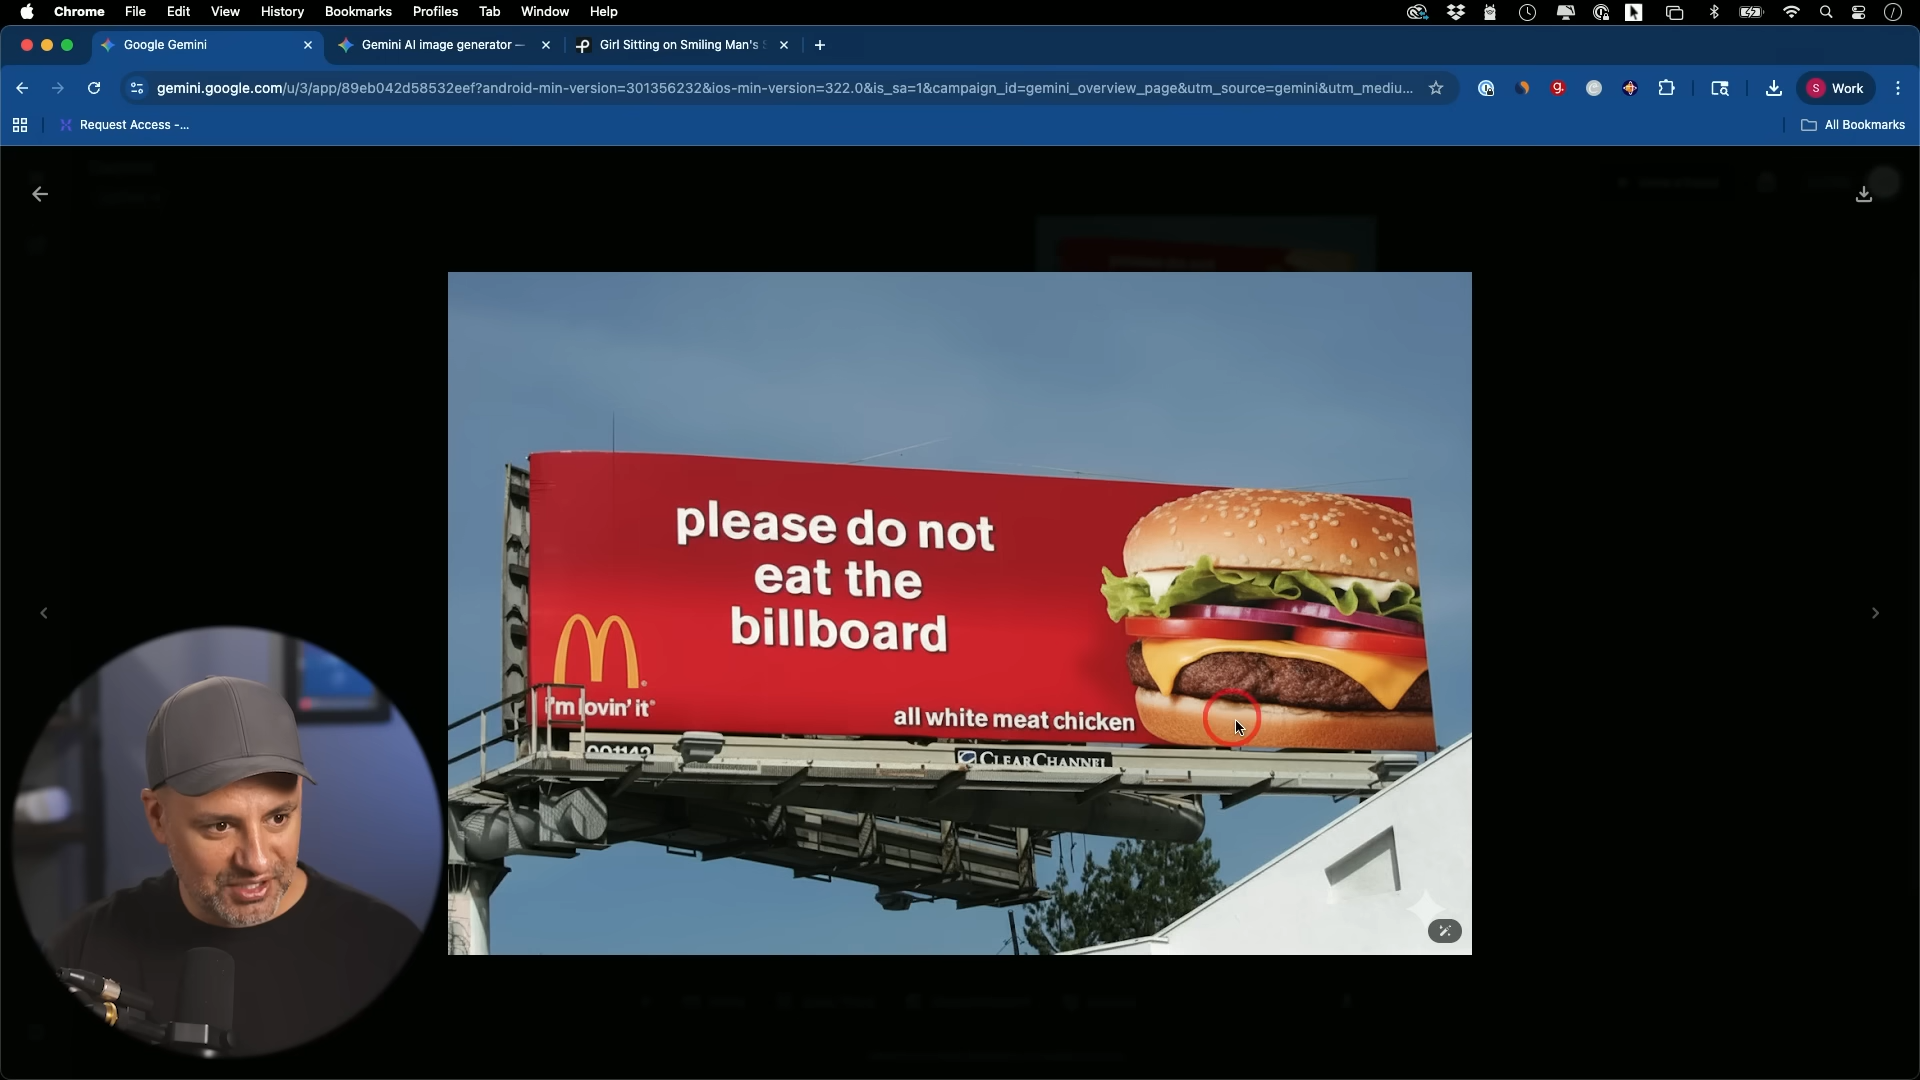 Chrome File Edit View History Bookmarks Profiles Tab Window Help
Google Gemini
Gemini AI image generator —
Girl Sitting on Smiling Man's
gemini.google.com/u/3/app/89eb042d58532eef?android-min-version=301356232&ios-min-version=322.0&is_sa=1&campaign_id=gemini_overview_page&utm_source=gemini&utm_mediu...
S Work
Request Access -...
All Bookmarks
please do not
eat the
billboard
i'm lovin' it®
all white meat chicken
001142
CLEARCHANNEL